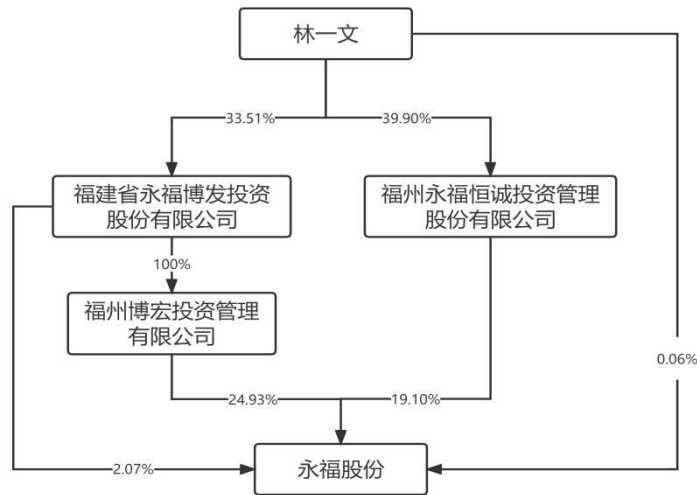 林一文
33.51%
39.90%
福建省永福博发投资
股份有限公司
福州永福恒诚投资管理
股份有限公司
100%
福州博宏投资管理
有限公司
0.06%
24.93%
19.10%
永福股份
2.07%